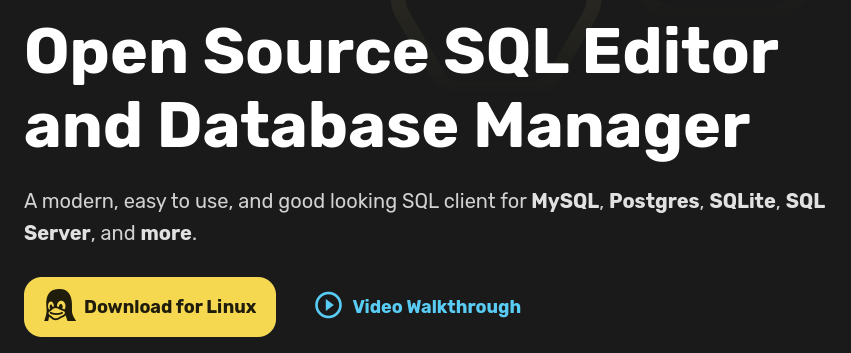 Open Source SQL Editor
and Database Manager
A modern, easy to use, and good looking SQL client for MySQL, Postgres, SQLite, SQL
Server, and more.
Download for Linux
Video Walkthrough